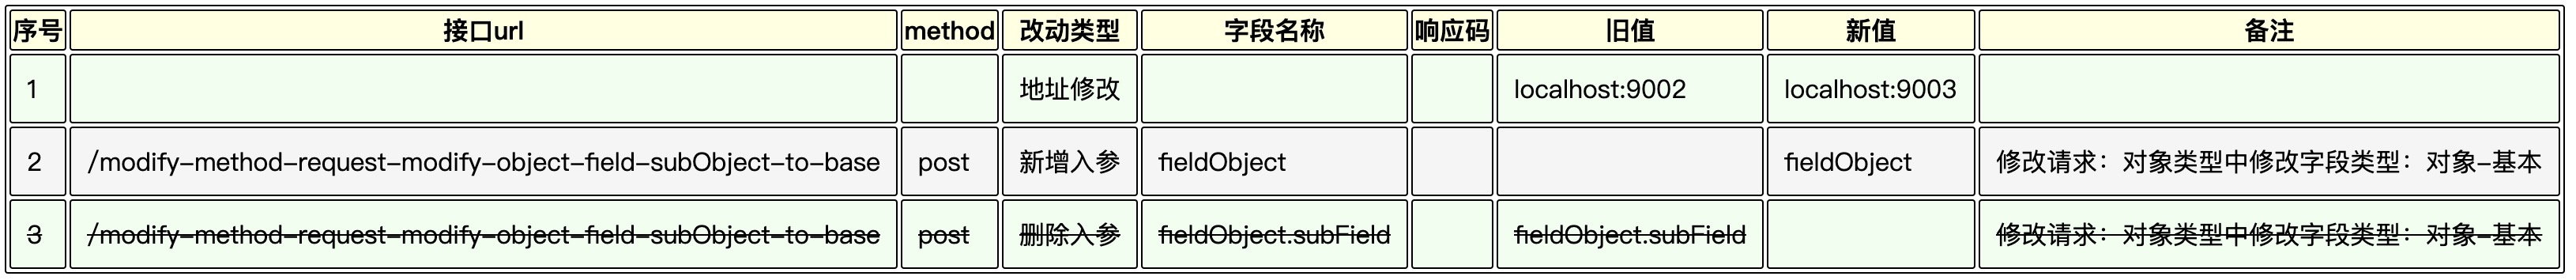 序号 接口url method 改动类型 字段名称 响应码 旧值 新值 备注
1 地址修改 localhost:9002 localhost:9003
2 /modify-method-request-modify-object-field-subObject-to-base post 新增入参 fieldObject fieldObject 修改请求：对象类型中修改字段类型：对象-基本
3 /modify-method-request-modify-object-field-subObject-to-base post 删除入参 fieldObject.subField fieldObject.subField 修改请求：对象类型中修改字段类型：对象-基本